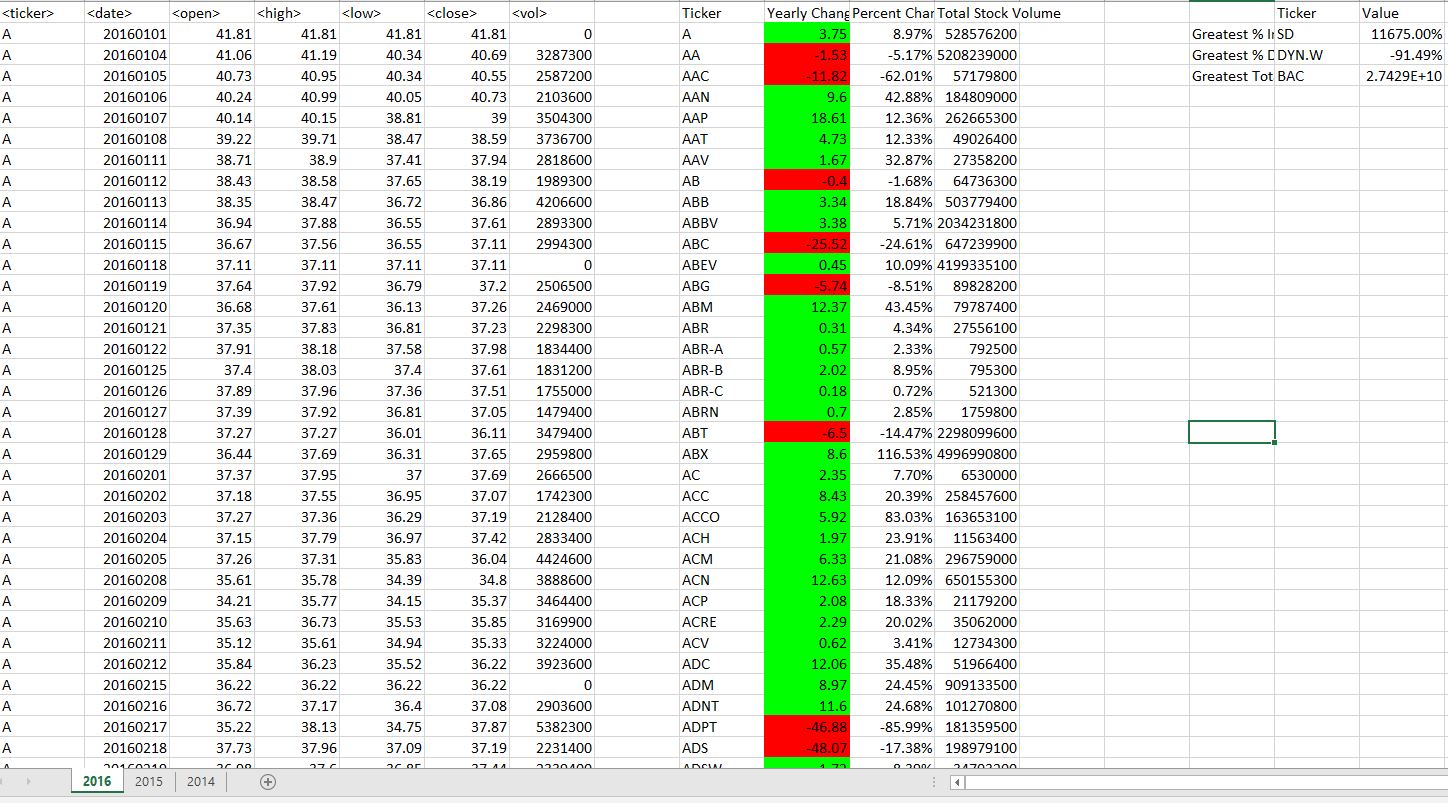 <ticker> <date> <open> <high> <low> <close> <vol> Ticker Yearly Chang Percent Char Total Stock Volume Ticker Value
A 20160101 41.81 41.81 41.81 41.81 0 A 3.75 8.97% 528576200 Greatest % I SD 11675.00%
A 20160104 41.06 41.19 40.34 40.69 3287300 AA -1.53 -5.17% 5208239000 Greatest % D DYN.W -91.49%
A 20160105 40.73 40.95 40.34 40.55 2587200 AAC -11.82 -62.01% 57179800 Greatest Tot BAC 2.7429E+10
A 20160106 40.24 40.99 40.05 40.73 2103600 AAN 9.6 42.88% 184809000
A 20160107 40.14 40.15 38.81 39 3504300 AAP 18.61 12.36% 262665300
A 20160108 39.22 39.71 38.47 38.59 3736700 AAT 4.73 12.33% 49026400
A 20160111 38.71 38.9 37.41 37.94 2818600 AAV 1.67 32.87% 27358200
A 20160112 38.43 38.58 37.65 38.19 1989300 AB -0.4 -1.68% 64736300
A 20160113 38.35 38.47 36.72 36.86 4206600 ABB 3.34 18.84% 503779400
A 20160114 36.94 37.88 36.55 37.61 2893300 ABBV 3.38 5.71% 2034231800
A 20160115 36.67 37.56 36.55 37.11 2994300 ABC -25.52 -24.61% 647239900
A 20160118 37.11 37.11 37.11 37.11 0 ABEV 0.45 10.09% 4199335100
A 20160119 37.64 37.92 36.79 37.2 2506500 ABG -5.74 -8.51% 89828200
A 20160120 36.68 37.61 36.13 37.26 2469000 ABM 12.37 43.45% 79787400
A 20160121 37.35 37.83 36.81 37.23 2298300 ABR 0.31 4.34% 27556100
A 20160122 37.91 38.18 37.58 37.98 1834400 ABR-A 0.57 2.33% 792500
A 20160125 37.4 38.03 37.4 37.61 1831200 ABR-B 2.02 8.95% 795300
A 20160126 37.89 37.96 37.36 37.51 1755000 ABR-C 0.18 0.72% 521300
A 20160127 37.39 37.92 36.81 37.05 1479400 ABRN 0.7 2.85% 1759800
A 20160128 37.27 37.27 36.01 36.11 3479400 ABT -6.5 -14.47% 2298099600
A 20160129 36.44 37.69 36.31 37.65 2959800 ABX 8.6 116.53% 4996990800
A 20160201 37.37 37.95 37 37.69 2666500 AC 2.35 7.70% 6530000
A 20160202 37.18 37.55 36.95 37.07 1742300 ACC 8.43 20.39% 258457600
A 20160203 37.27 37.36 36.29 37.19 2128400 ACCO 5.92 83.03% 163653100
A 20160204 37.15 37.79 36.97 37.42 2833400 ACH 1.97 23.91% 11563400
A 20160205 37.26 37.31 35.83 36.04 4424600 ACM 6.33 21.08% 296759000
A 20160208 35.61 35.78 34.39 34.8 3888600 ACN 12.63 12.09% 650155300
A 20160209 34.21 35.77 34.15 35.37 3464400 ACP 2.08 18.33% 21179200
A 20160210 35.63 36.73 35.53 35.85 3169900 ACRE 2.29 20.02% 35062000
A 20160211 35.12 35.61 34.94 35.33 3224000 ACV 0.62 3.41% 12734300
A 20160212 35.84 36.23 35.52 36.22 3923600 ADC 12.06 35.48% 51966400
A 20160215 36.22 36.22 36.22 36.22 0 ADM 8.97 24.45% 909133500
A 20160216 36.72 37.17 36.4 37.08 2903600 ADNT 11.6 24.68% 101270800
A 20160217 35.22 38.13 34.75 37.87 5382300 ADPT -46.88 -85.99% 181359500
A 20160218 37.73 37.96 37.09 37.19 2231400 ADS -48.07 -17.38% 198979100
2016 2015 2014